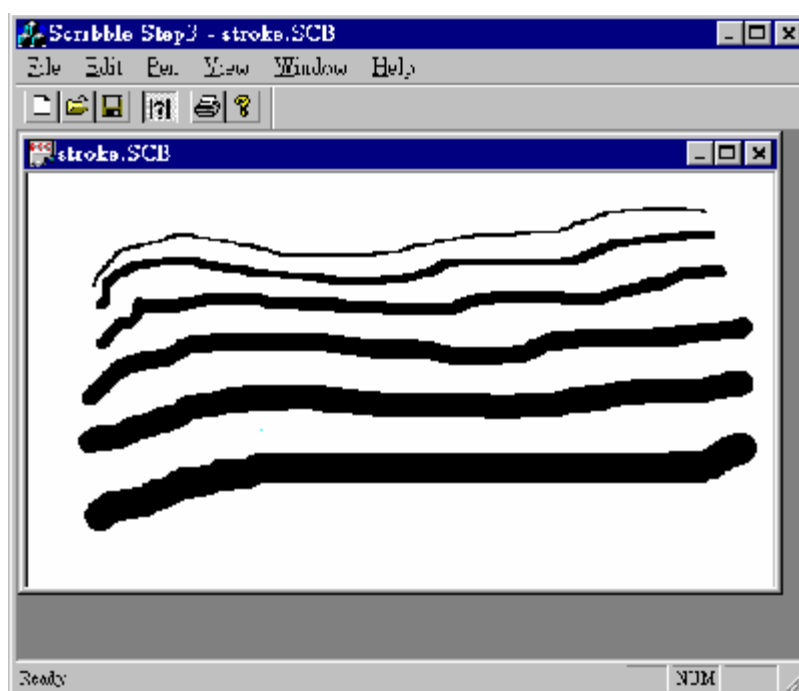 Scribble Step3 - stroke.SCB
File Edit Pen View Window Help
stroke.SCB
Ready NUM